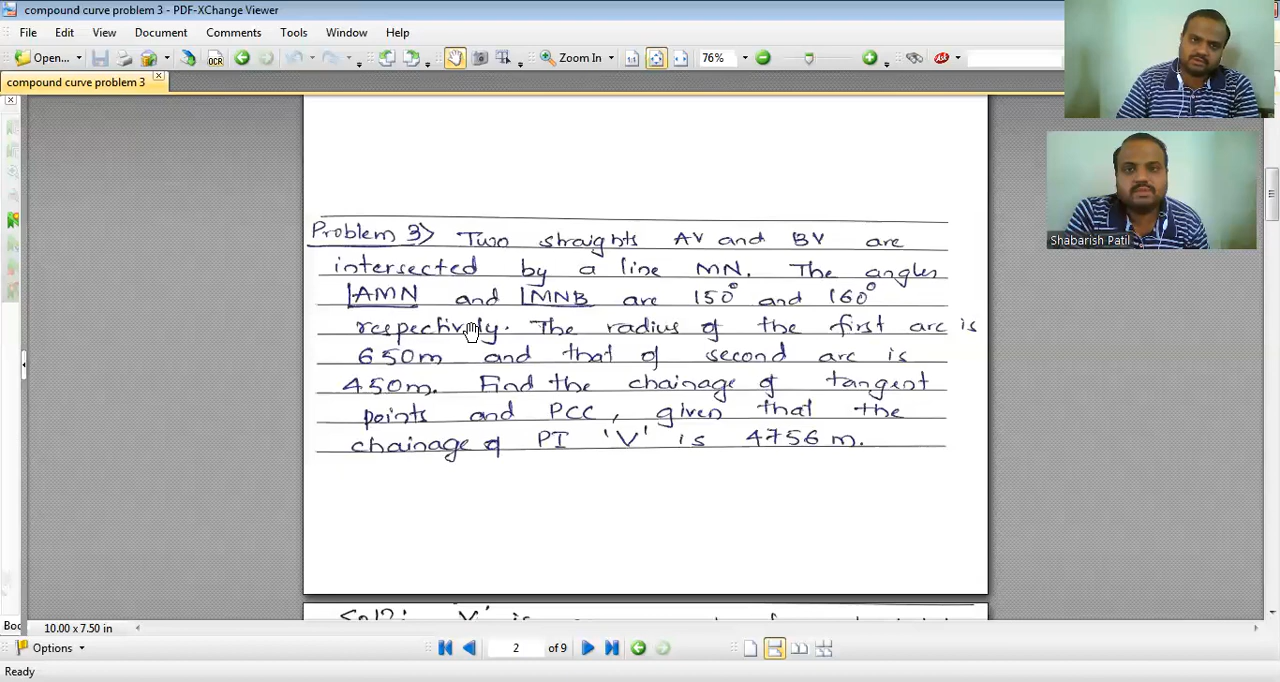 compound curve problem 3 - PDF-XChange Viewer
File Edit View Document Comments Tools Window Help
Open... OCR Zoom In 76%
compound curve problem 3
Problem 3> Two straights AV and BV are
intersected by a line MN. The angles
AMN and MNB are 150° and 160°
respectively. The radius of the first arc is
650m and that of second arc is
450m. Find the chainage of tangent
points and PCC, given that the
chainage of PI 'V' is 4756 m.
Shabarish Patil
10.00 x 7.50 in
Options 2 of 9
Ready